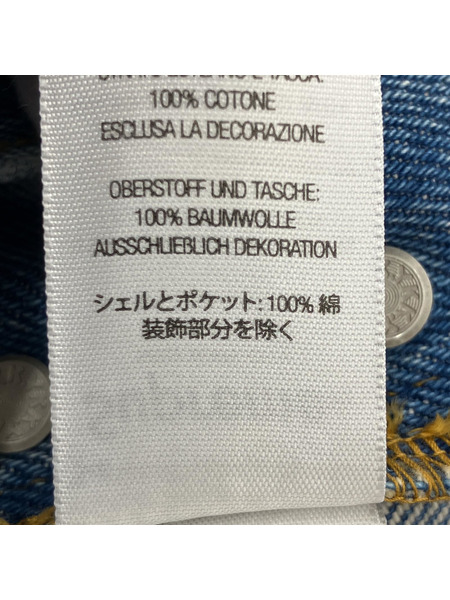 100% COTONE
ESCLUSA LA DECORAZIONE
OBERSTOFF UND TASCHE:
100% BAUMWOLLE
AUSSCHLIEBLICH DEKORATION
シェルとポケット:100% 綿
装飾部分を除く